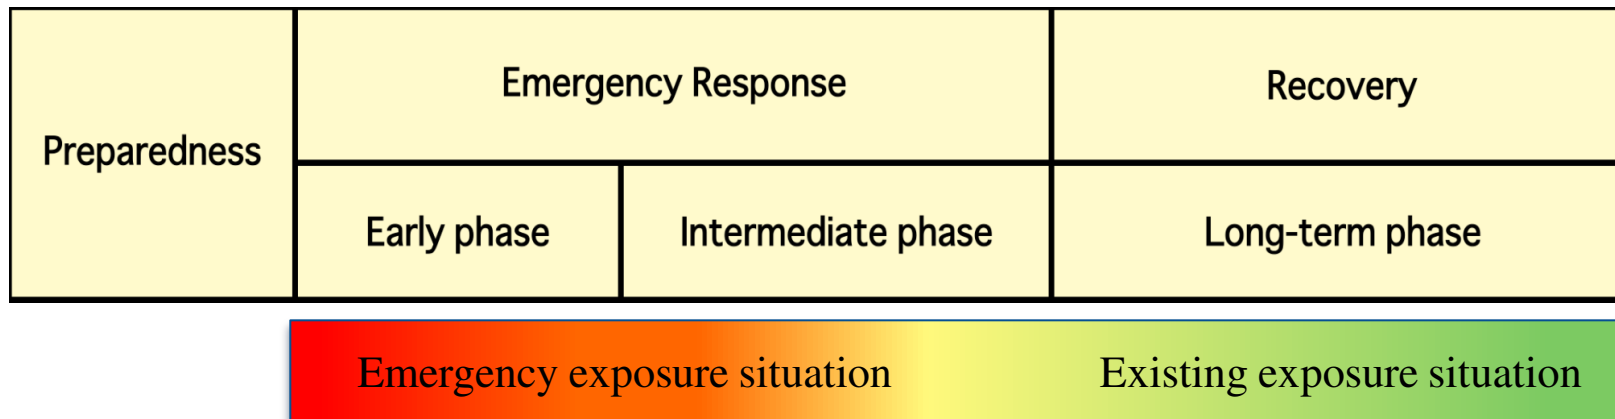 Preparedness
Emergency Response
Recovery
Early phase
Intermediate phase
Long-term phase
Emergency exposure situation
Existing exposure situation